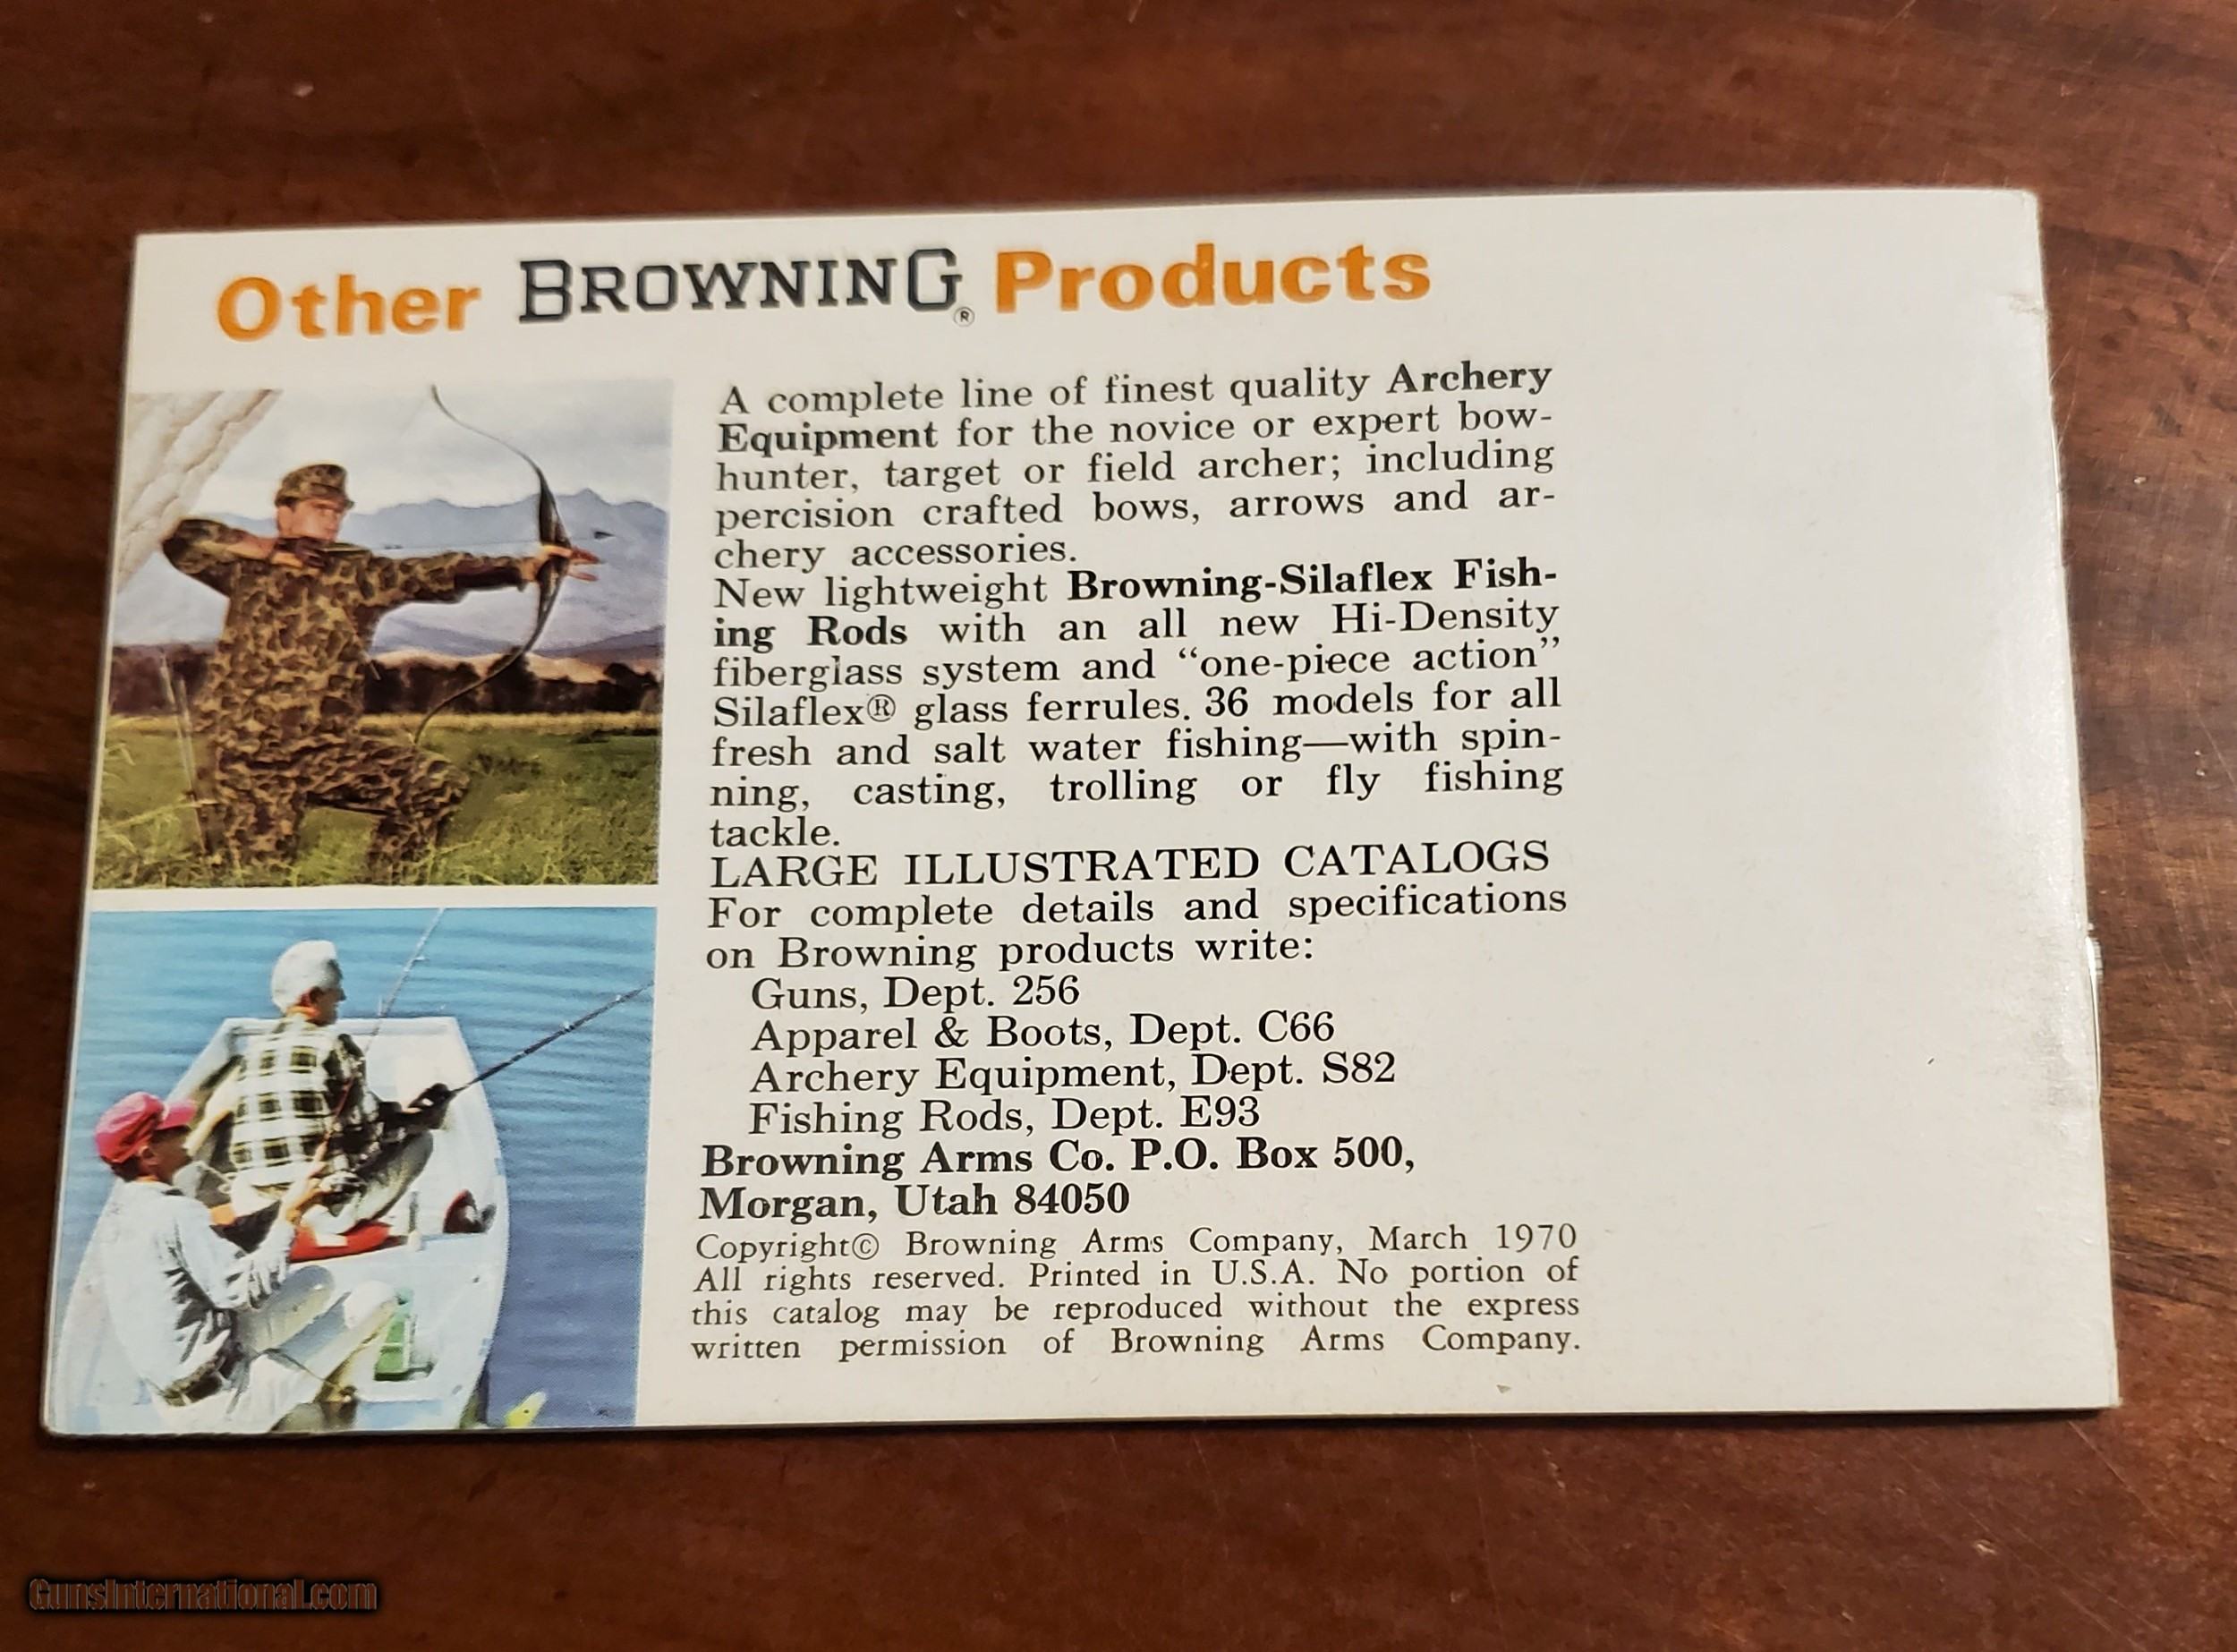 Other BROWNING® Products
A complete line of finest quality Archery
Equipment for the novice or expert bow-
hunter, target or field archer; including
percision crafted bows, arrows and ar-
chery accessories.
New lightweight Browning-Silaflex Fish-
ing Rods with an all new Hi-Density
fiberglass system and “one-piece action”
Silaflex® glass ferrules. 36 models for all
fresh and salt water fishing—with spin-
ning, casting, trolling or fly fishing
tackle.
LARGE ILLUSTRATED CATALOGS
For complete details and specifications
on Browning products write:
Guns, Dept. 256
Apparel & Boots, Dept. C66
Archery Equipment, Dept. S82
Fishing Rods, Dept. E93
Browning Arms Co. P.O. Box 500,
Morgan, Utah 84050
Copyright© Browning Arms Company, March 1970
All rights reserved. Printed in U.S.A. No portion of
this catalog may be reproduced without the express
written permission of Browning Arms Company.
GunsInternational.com